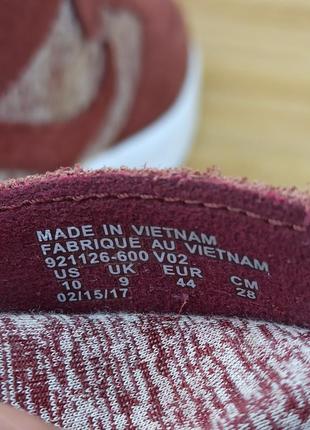 MADE IN VIETNAM
FABRIQUE AU VIETNAM
921126-600 V02
US UK EUR CM
10 9 44 28
02/15/17